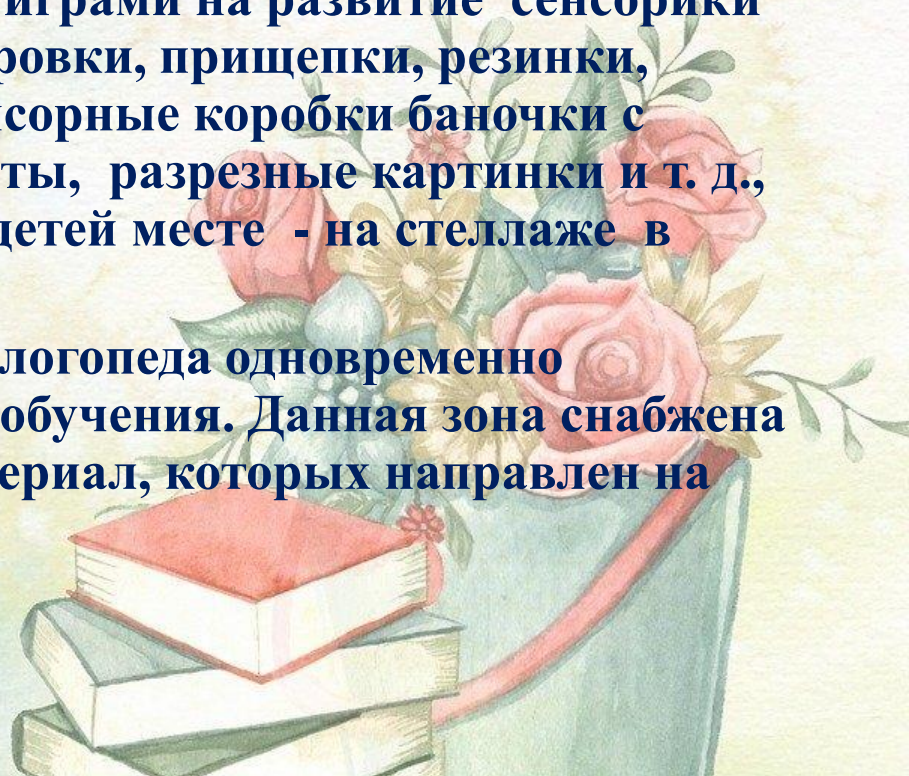 играми на развитие сенсорики
ровки, прищепки, резинки,
сорные коробки баночки с
ты, разрезные картинки и т. д.,
детей месте - на стеллаже в
логопеда одновременно
обучения. Данная зона снабжена
ериал, которых направлен на